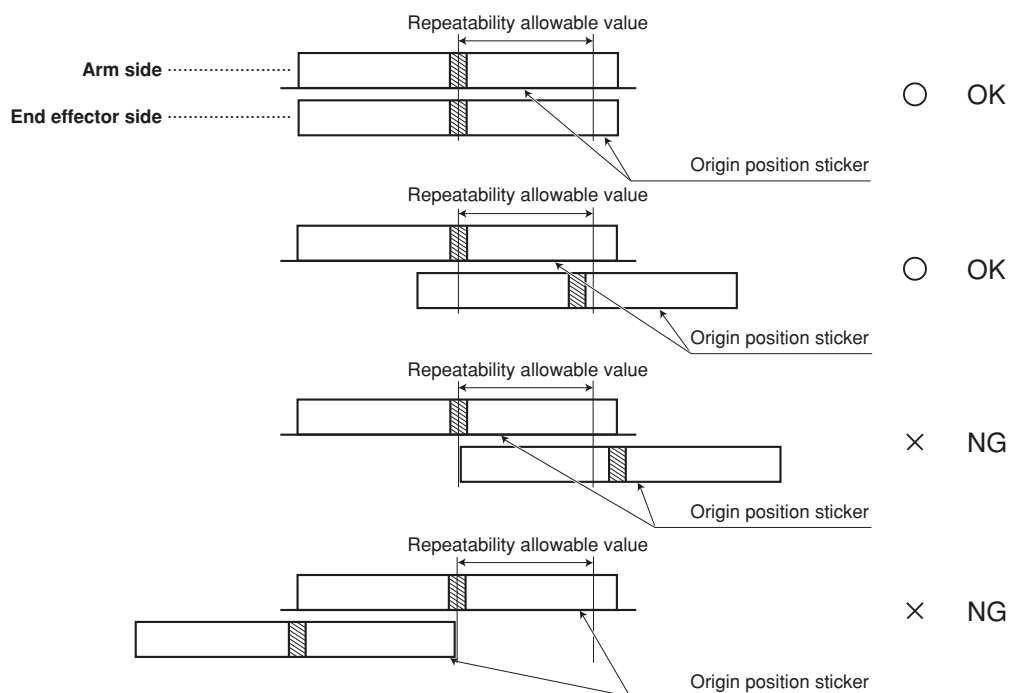 Repeatability allowable value
Arm side
OK
End effector side
Origin position sticker
Repeatability allowable value
OK
Origin position sticker
Repeatability allowable value
NG
Origin position sticker
Repeatability allowable value
NG
Origin position sticker